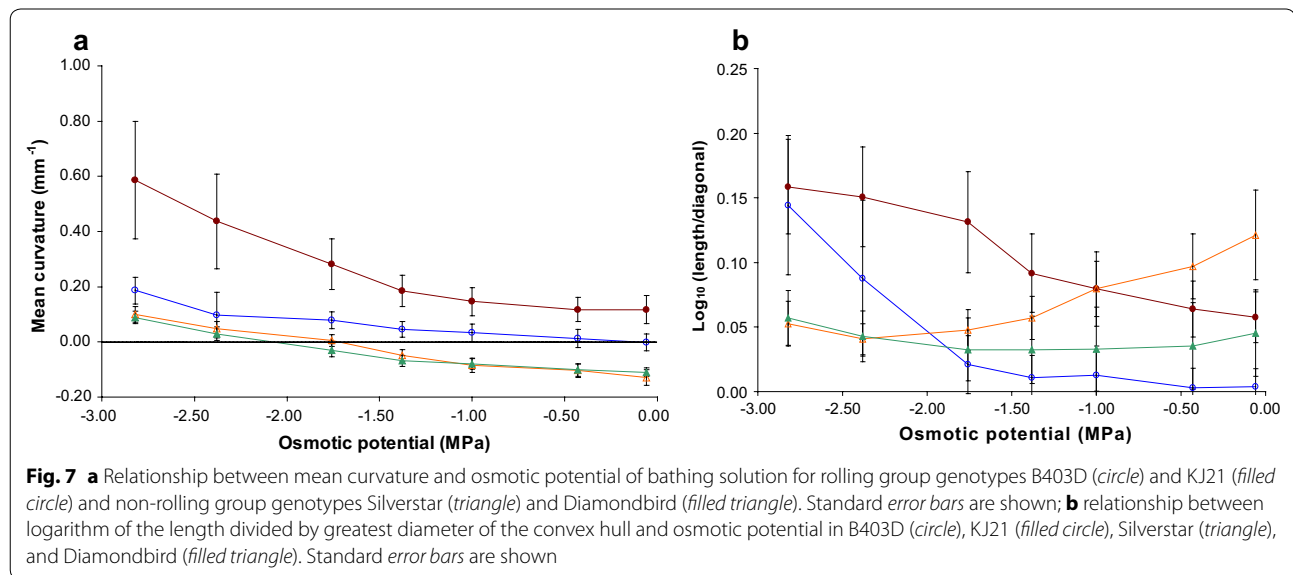 a
1.00
0.80
0.60
0.40
0.20
0.00
-0.20
Mean curvature (mm⁻¹)
-3.00 -2.50 -2.00 -1.50 -1.00 -0.50 0.00
Osmotic potential (MPa)
b
0.25
0.20
0.15
0.10
0.05
0.00
Log₁₀ (length/diagonal)
-3.00 -2.50 -2.00 -1.50 -1.00 -0.50 0.00
Osmotic potential (MPa)
Fig. 7 a Relationship between mean curvature and osmotic potential of bathing solution for rolling group genotypes B403D (circle) and KJ21 (filled
circle) and non-rolling group genotypes Silverstar (triangle) and Diamondbird (filled triangle). Standard error bars are shown; b relationship between
logarithm of the length divided by greatest diameter of the convex hull and osmotic potential in B403D (circle), KJ21 (filled circle), Silverstar (triangle),
and Diamondbird (filled triangle). Standard error bars are shown